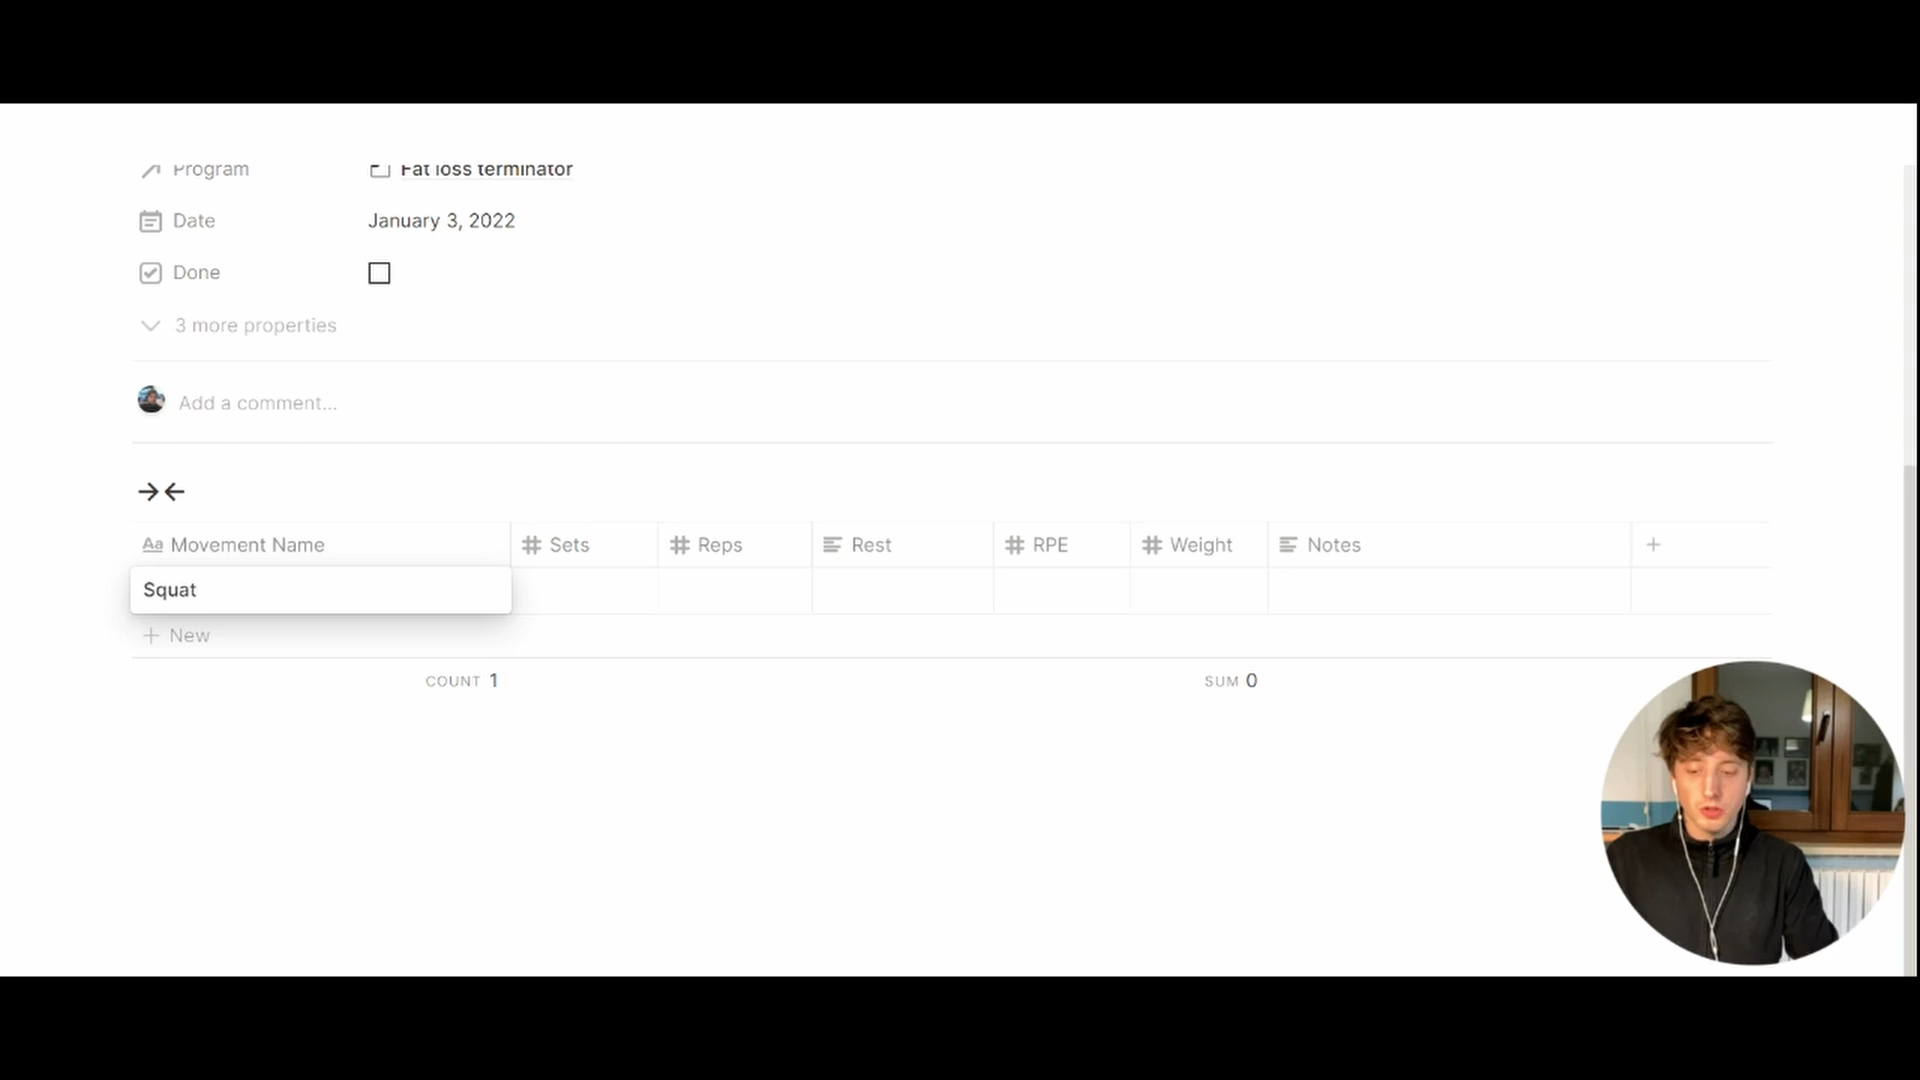 Program Fat loss terminator
Date January 3, 2022
Done
3 more properties
Add a comment...
→←
Aa Movement Name # Sets # Reps Rest # RPE # Weight Notes +
Squat
+ New
COUNT 1 SUM 0